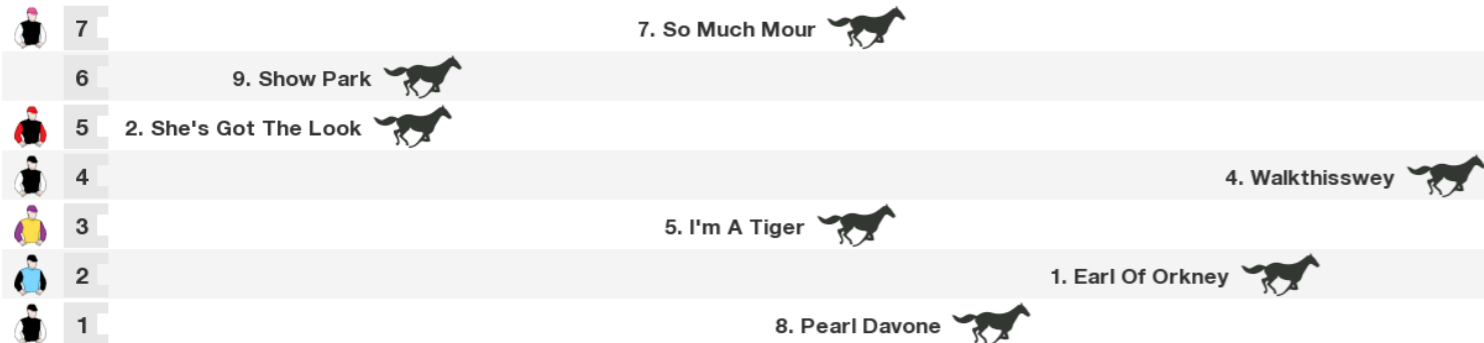 7 7. So Much Mour
6 9. Show Park
5 2. She's Got The Look
4 4. Walkthisswey
3 5. I'm A Tiger
2 1. Earl Of Orkney
1 8. Pearl Davone